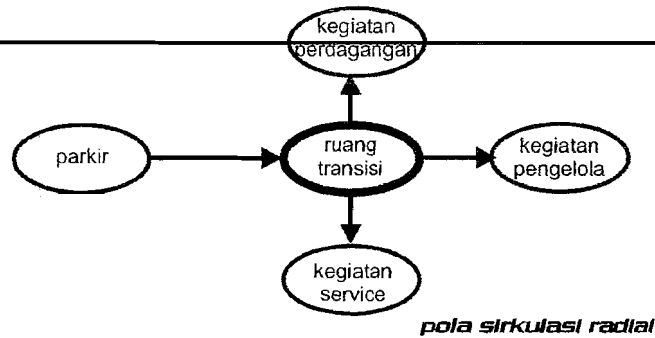 kegiatan
perdagangan
parkir
ruang
transisi
kegiatan
pengelola
kegiatan
service
pola sirkulasi radial